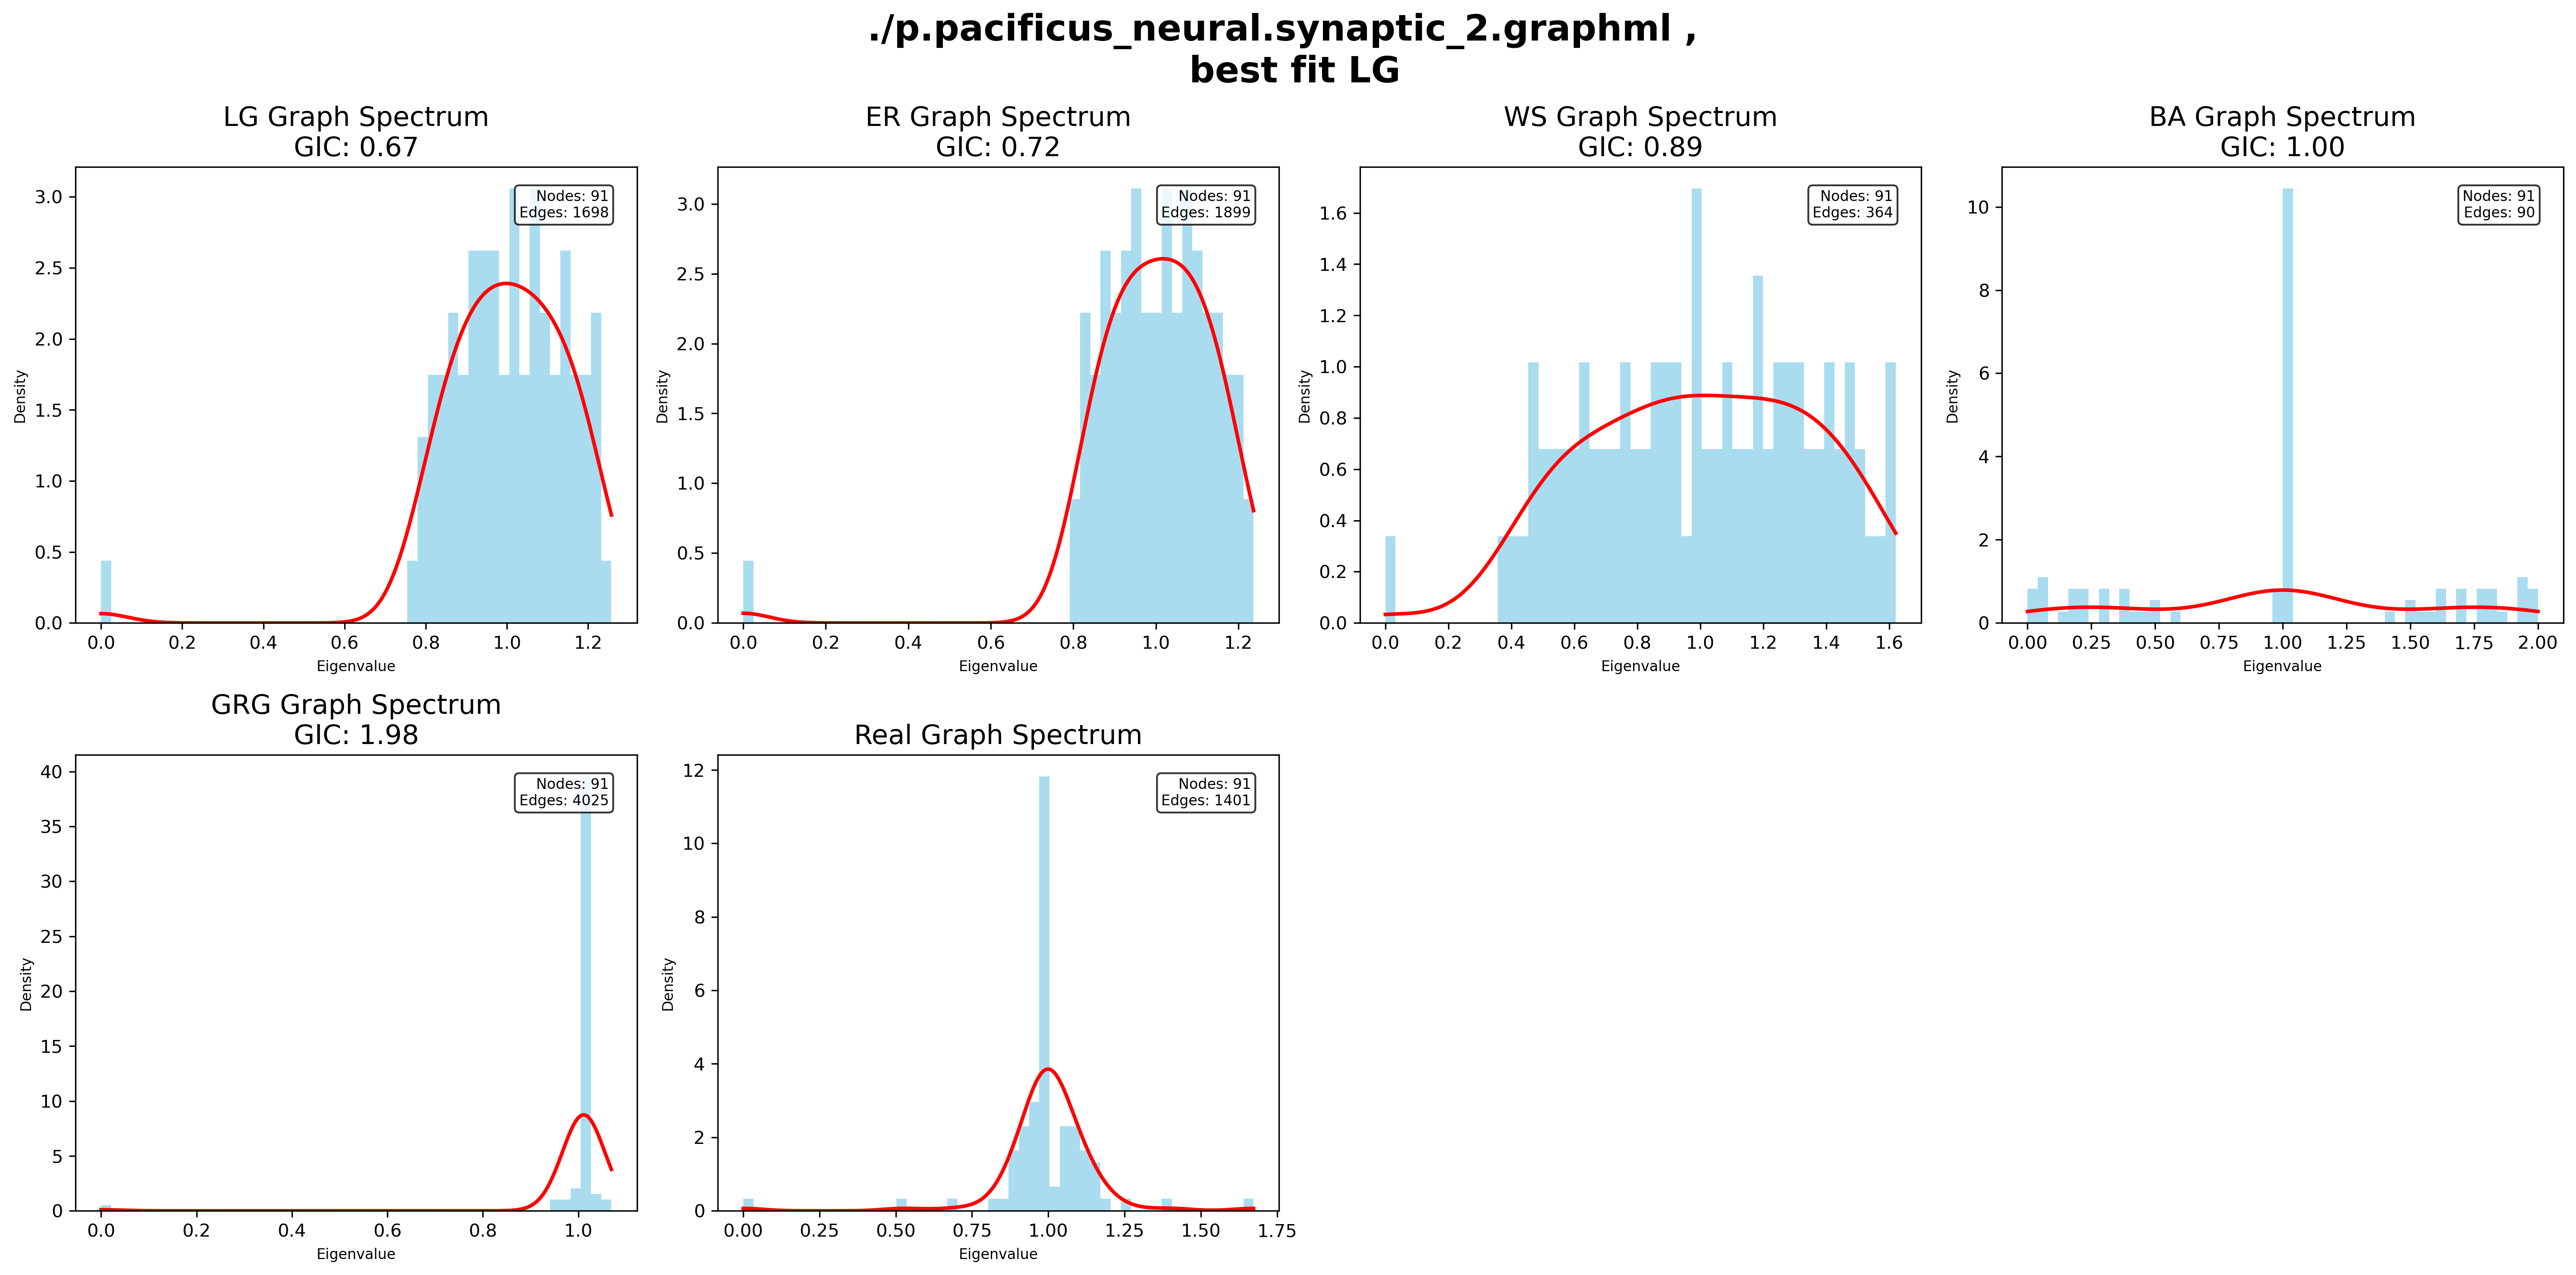 ./p.pacificus_neural.synaptic_2.graphml ,
best fit LG
LG Graph Spectrum
GIC: 0.67
Nodes: 91
Edges: 1698
Density
3.0
2.5
2.0
1.5
1.0
0.5
0.0
0.0 0.2 0.4 0.6 0.8 1.0 1.2
Eigenvalue
ER Graph Spectrum
GIC: 0.72
Nodes: 91
Edges: 1899
Density
3.0
2.5
2.0
1.5
1.0
0.5
0.0
0.0 0.2 0.4 0.6 0.8 1.0 1.2
Eigenvalue
WS Graph Spectrum
GIC: 0.89
Nodes: 91
Edges: 364
Density
1.6
1.4
1.2
1.0
0.8
0.6
0.4
0.2
0.0
0.0 0.2 0.4 0.6 0.8 1.0 1.2 1.4 1.6
Eigenvalue
BA Graph Spectrum
GIC: 1.00
Nodes: 91
Edges: 90
Density
10
8
6
4
2
0
0.00 0.25 0.50 0.75 1.00 1.25 1.50 1.75 2.00
Eigenvalue
GRG Graph Spectrum
GIC: 1.98
Nodes: 91
Edges: 4025
Density
40
35
30
25
20
15
10
5
0
0.0 0.2 0.4 0.6 0.8 1.0
Eigenvalue
Real Graph Spectrum
Nodes: 91
Edges: 1401
Density
12
10
8
6
4
2
0
0.00 0.25 0.50 0.75 1.00 1.25 1.50 1.75
Eigenvalue